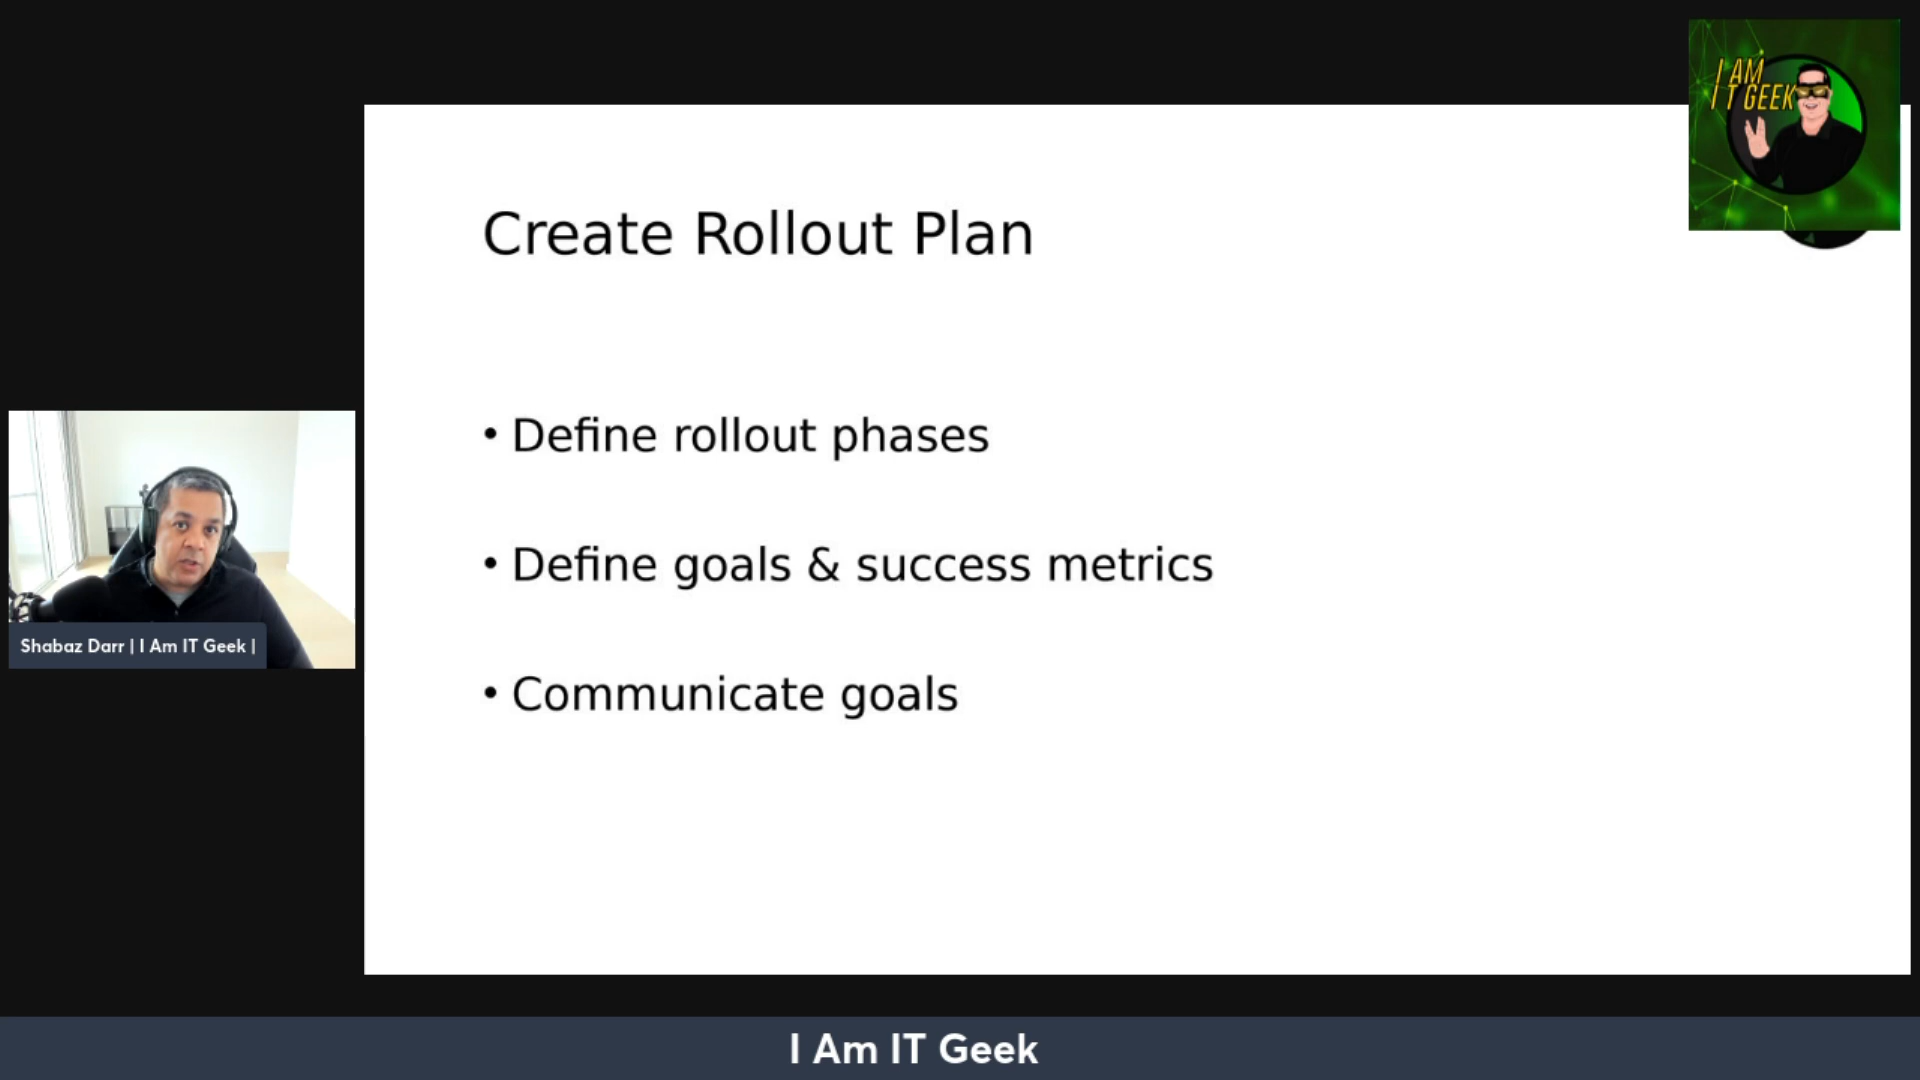 I AM
I T GEEK
Create Rollout Plan
• Define rollout phases
• Define goals & success metrics
• Communicate goals
Shabaz Darr | I Am IT Geek |
I Am IT Geek